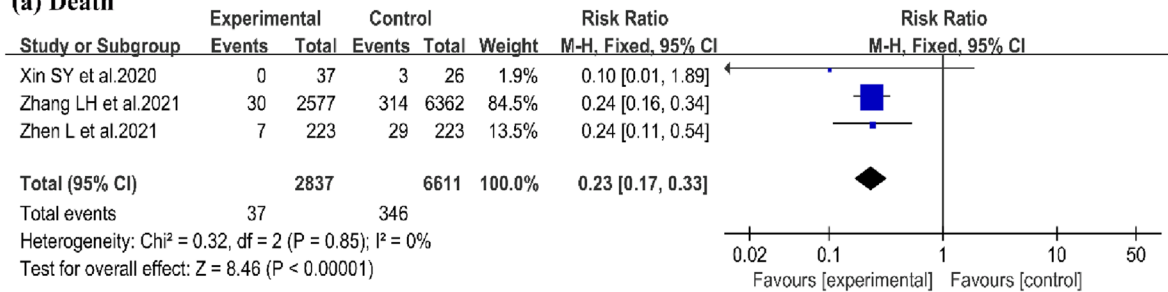 (a) Death
Experimental Control Risk Ratio Risk Ratio
Study or Subgroup Events Total Events Total Weight M-H, Fixed, 95% CI M-H, Fixed, 95% CI
Xin SY et al.2020 0 37 3 26 1.9% 0.10 [0.01, 1.89]
Zhang LH et al.2021 30 2577 314 6362 84.5% 0.24 [0.16, 0.34]
Zhen L et al.2021 7 223 29 223 13.5% 0.24 [0.11, 0.54]
Total (95% CI) 2837 6611 100.0% 0.23 [0.17, 0.33]
Total events 37 346
Heterogeneity: Chi² = 0.32, df = 2 (P = 0.85); I² = 0%
Test for overall effect: Z = 8.46 (P < 0.00001)
0.02 0.1 1 10 50
Favours [experimental] Favours [control]